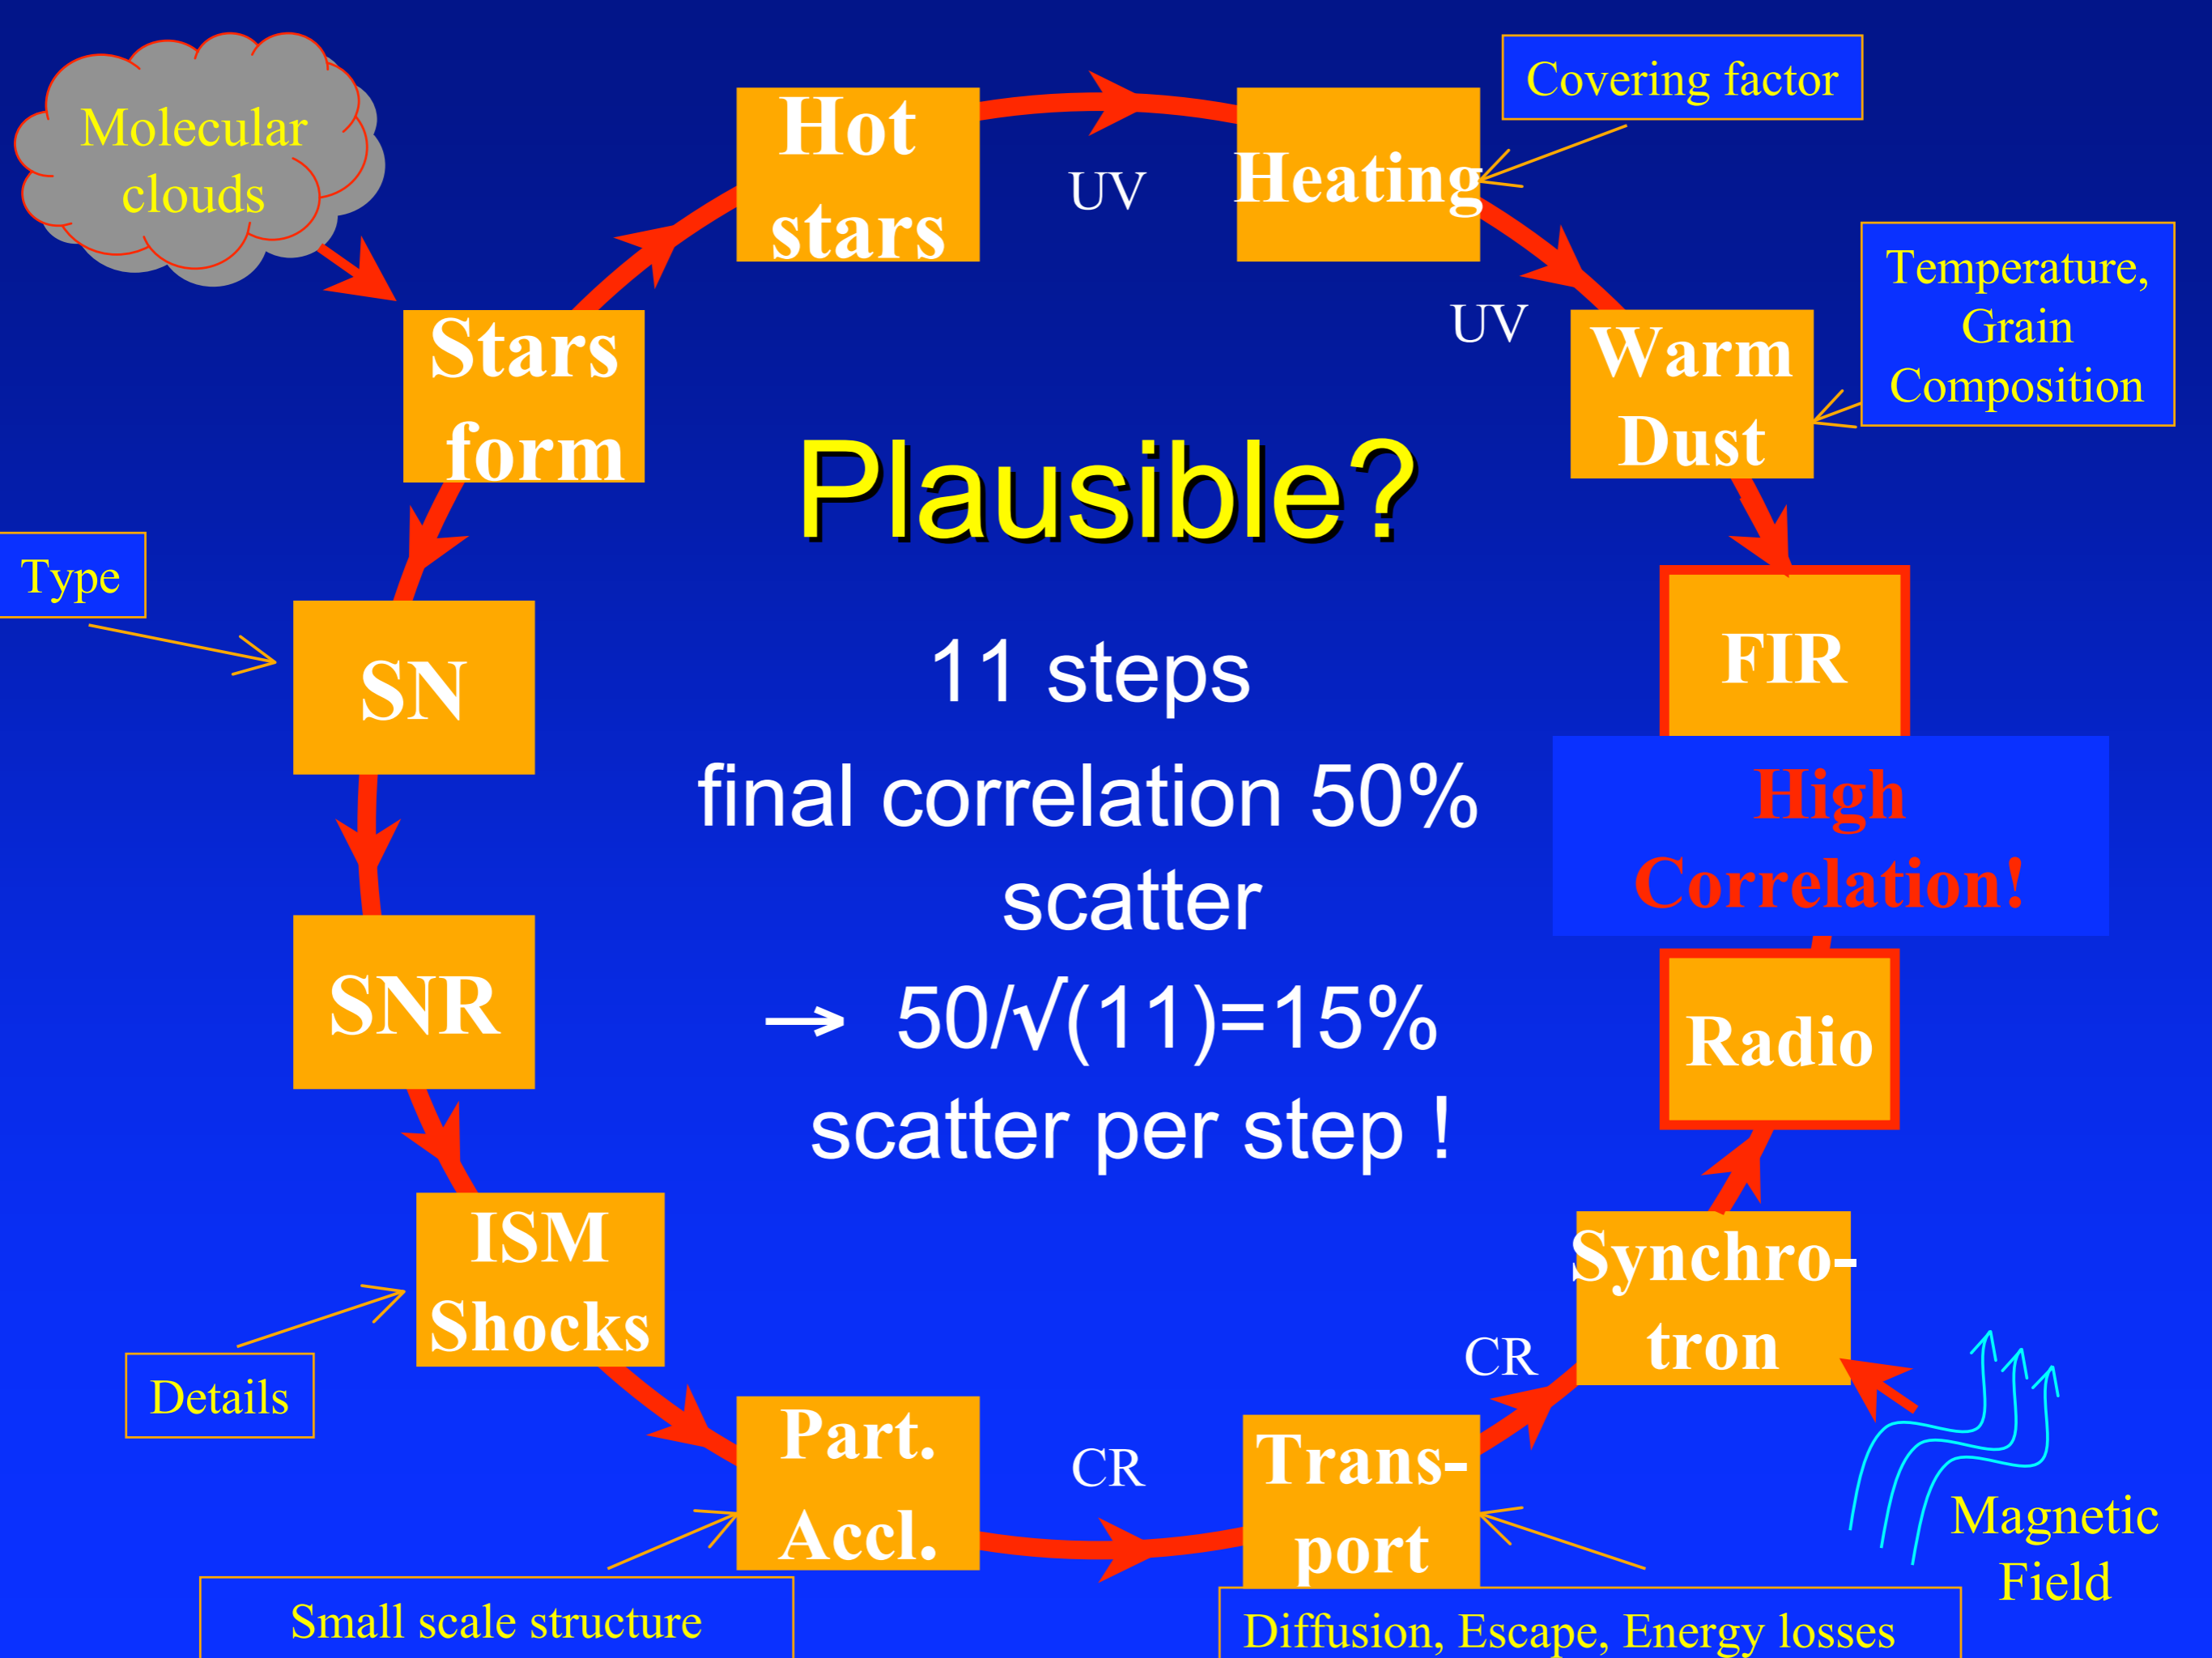 Molecular
clouds
Hot
stars
UV
Heating
Covering factor
Stars
form
UV
Warm
Dust
Temperature,
Grain
Composition
Plausible?
Type
SN
11 steps
FIR
final correlation 50%
scatter
High
Correlation!
SNR
→ 50/√(11)=15%
Radio
scatter per step !
ISM
Shocks
Details
Synchro-
tron
CR
Part.
Accl.
CR
Trans-
port
Magnetic
Field
Small scale structure
Diffusion, Escape, Energy losses